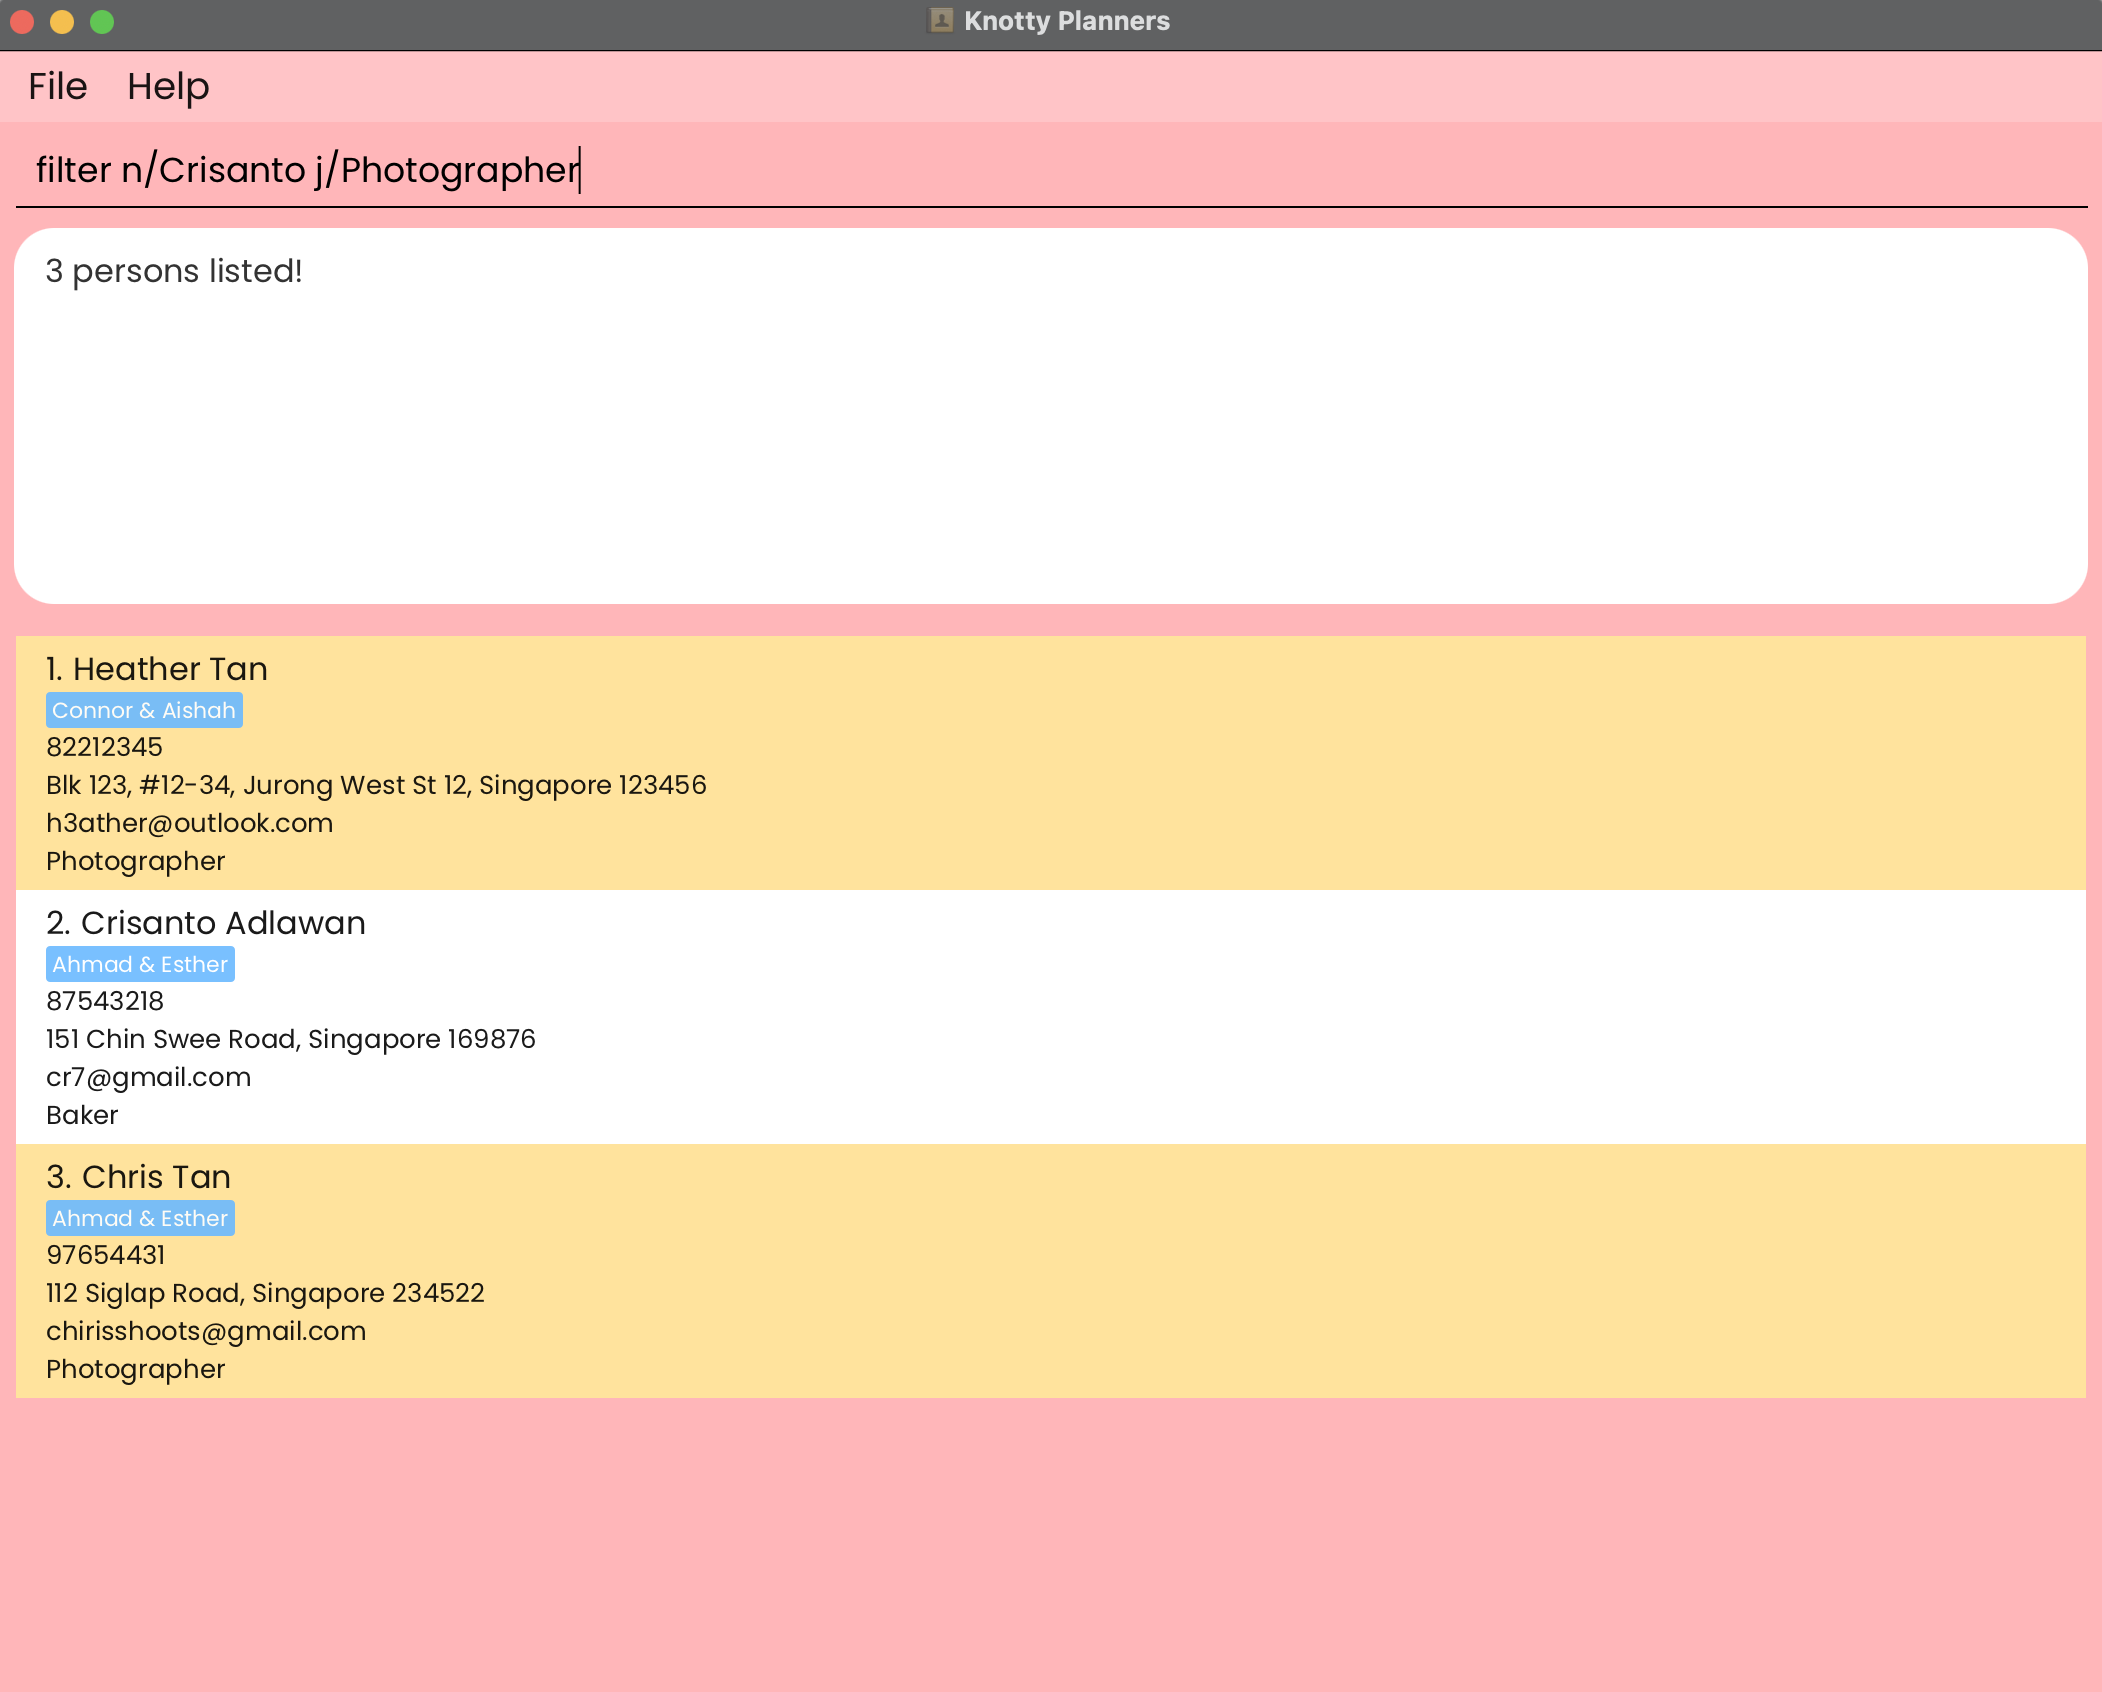 Knotty Planners
File Help
filter n/Crisanto j/Photographer
3 persons listed!
1. Heather Tan
Connor & Aishah
82212345
Blk 123, #12-34, Jurong West St 12, Singapore 123456
h3ather@outlook.com
Photographer
2. Crisanto Adlawan
Ahmad & Esther
87543218
151 Chin Swee Road, Singapore 169876
cr7@gmail.com
Baker
3. Chris Tan
Ahmad & Esther
97654431
112 Siglap Road, Singapore 234522
chirisshoots@gmail.com
Photographer